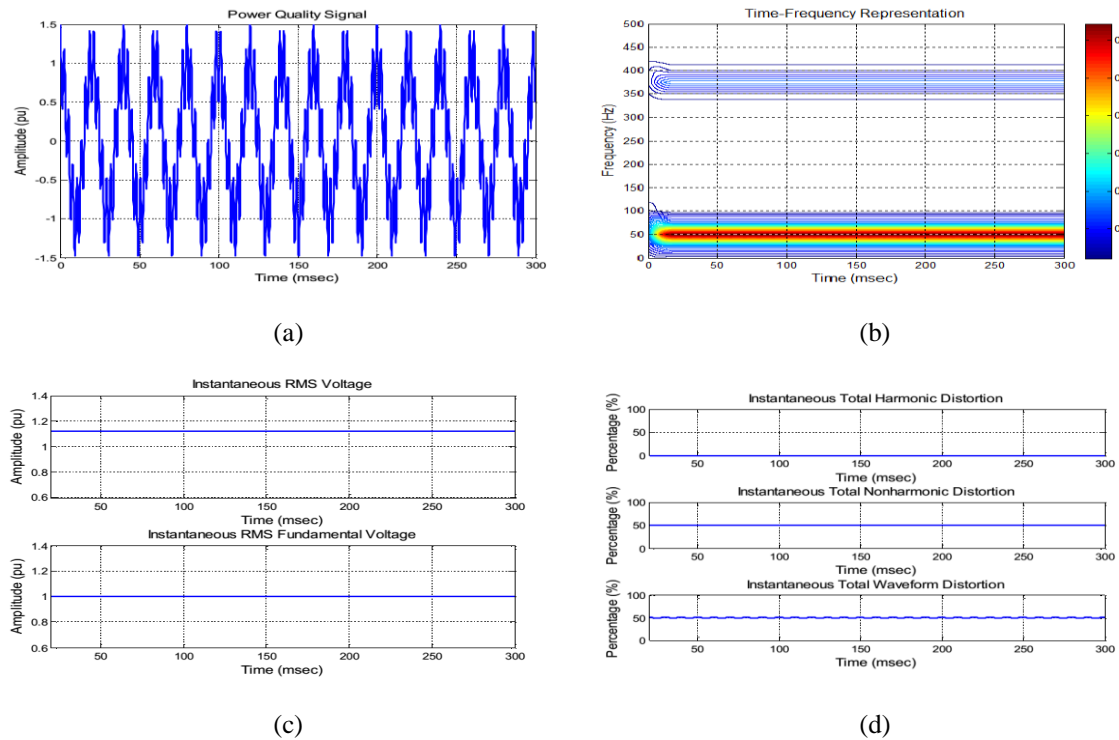 Power Quality Signal
1.5
1
0.5
0
-0.5
-1
-1.5
Amplitude (pu)
0 50 100 150 200 250 300
Time (msec)
(a)
Time-Frequency Representation
500
450
400
350
300
250
200
150
100
50
0
Frequency (Hz)
0 50 100 150 200 250 300
Time (msec)
(b)
Instantaneous RMS Voltage
1.4
1.2
1
0.8
0.6
Amplitude (pu)
50 100 150 200 250 300
Time (msec)
Instantaneous RMS Fundamental Voltage
1.4
1.2
1
0.8
0.6
Amplitude (pu)
50 100 150 200 250 300
Time (msec)
(c)
Instantaneous Total Harmonic Distortion
100
50
0
Percentage (%)
50 100 150 200 250 300
Time (msec)
Instantaneous Total Nonharmonic Distortion
100
50
0
Percentage (%)
50 100 150 200 250 300
Time (msec)
Instantaneous Total Waveform Distortion
100
50
0
Percentage (%)
50 100 150 200 250 300
Time (msec)
(d)